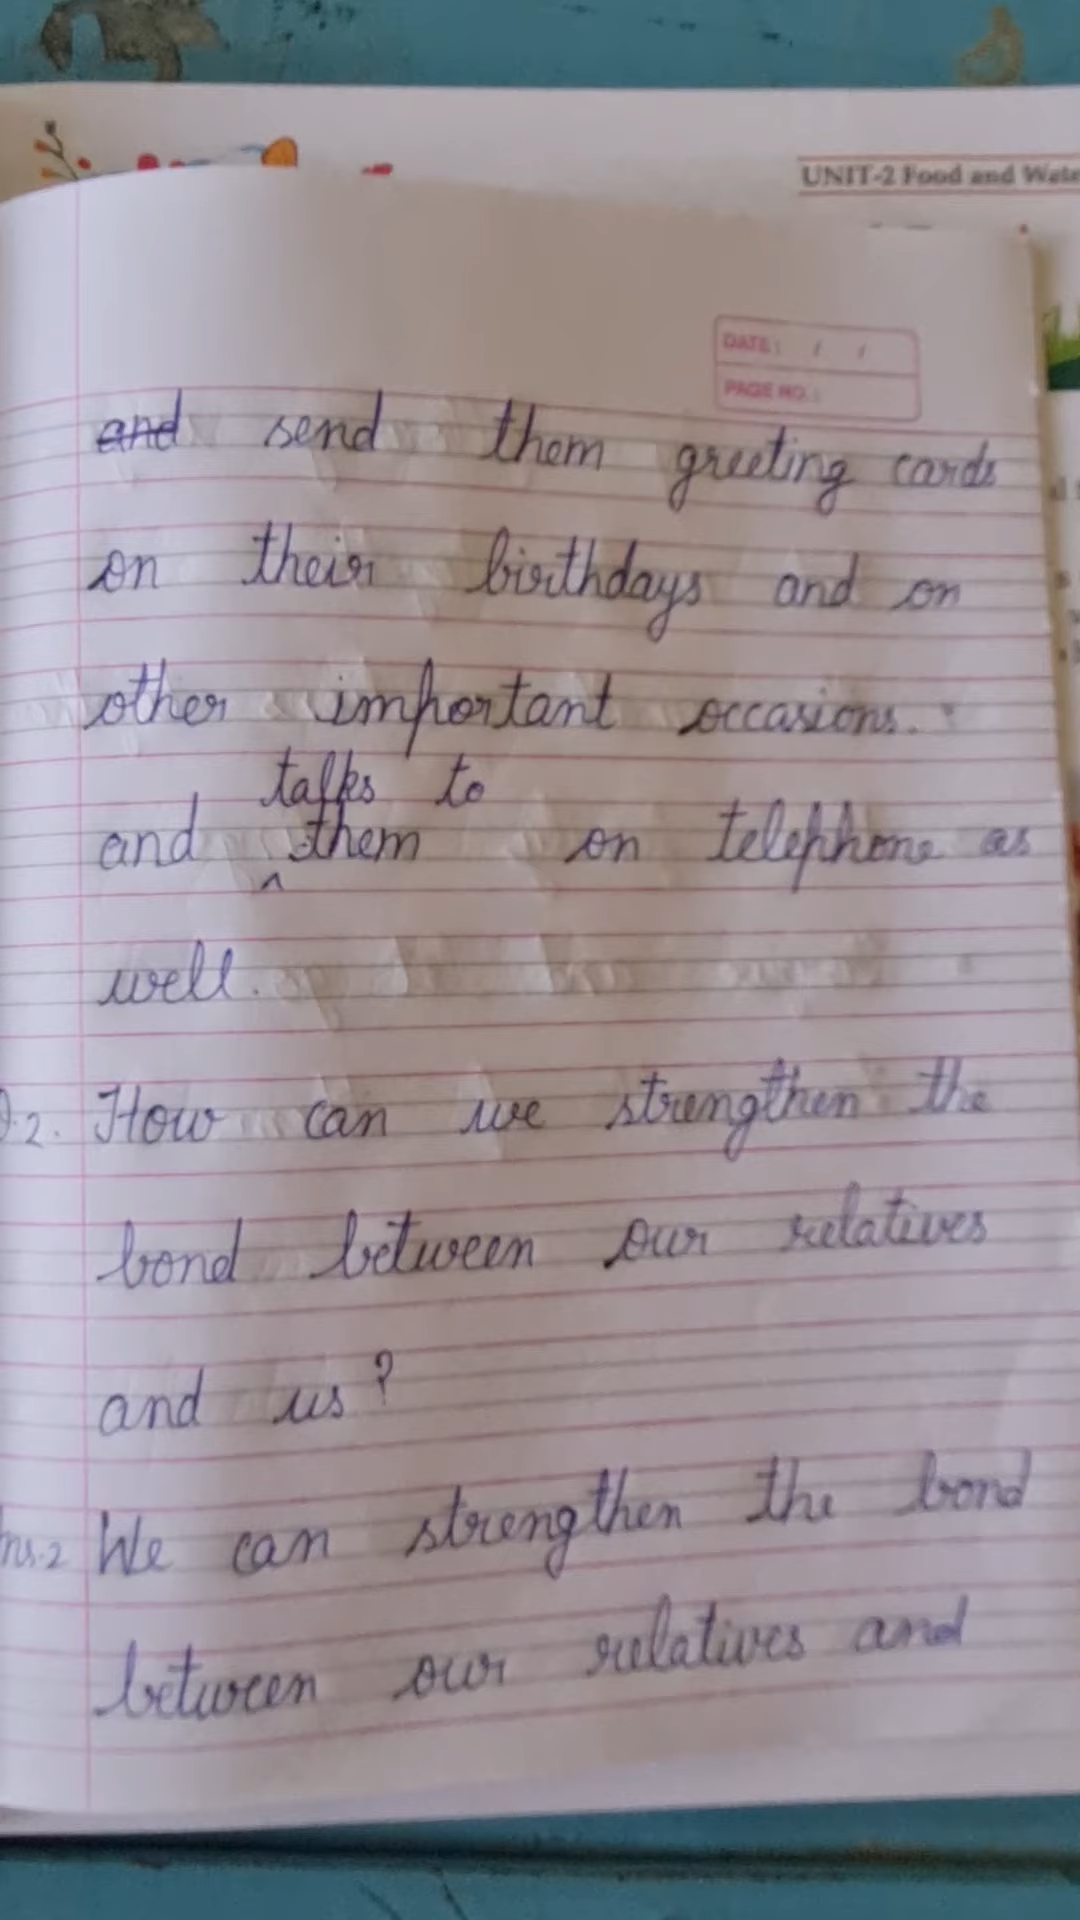 UNIT-2 Food and Wate
DATE: / /
PAGE NO.:
and send them greeting cards
on their birthdays and on
other important occasions.
talks to
and ^ them on telephone as
well.
Q.2. How can we strengthen the
bond between our relatives
and us?
Ans.2 We can strengthen the bond
between our relatives and